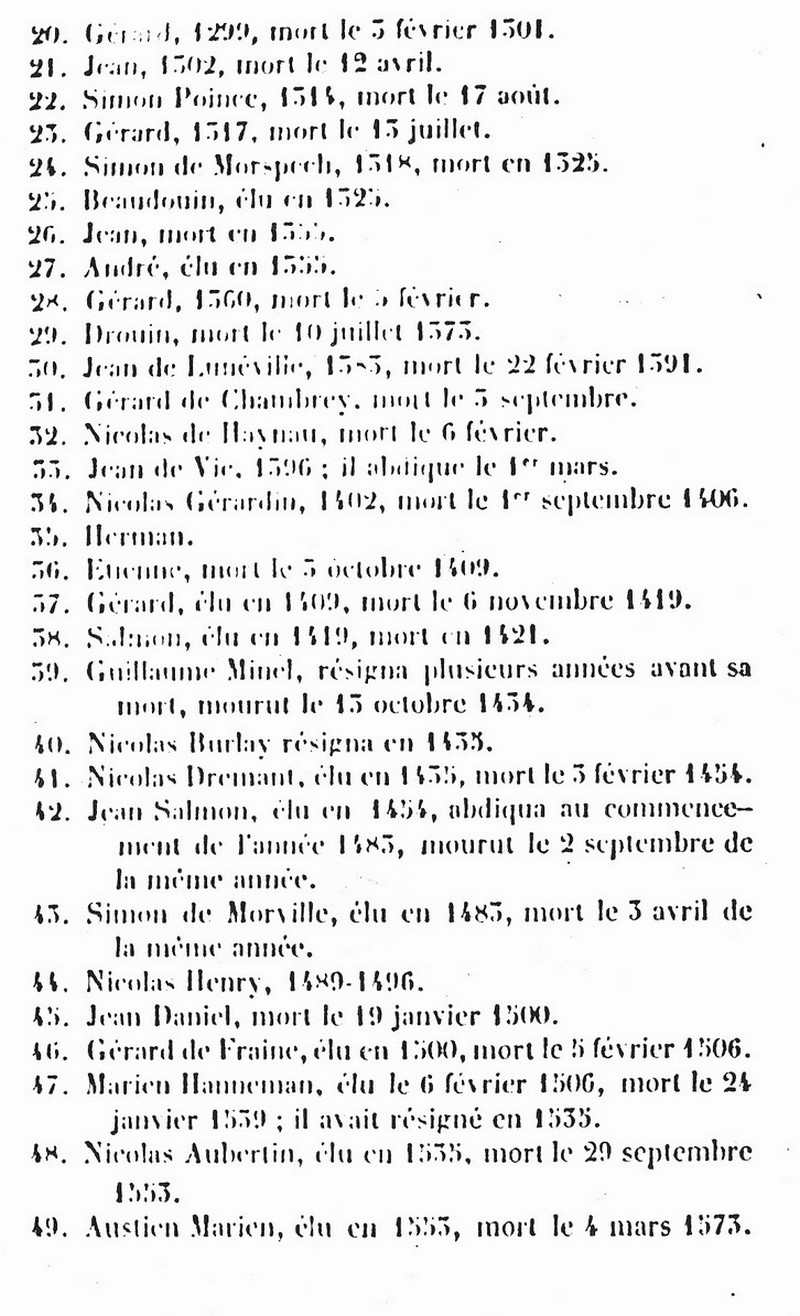 20. Gérard, 1299, mort le 3 février 1301.
21. Jean, 1302, mort le 12 avril.
22. Simon Poince, 1314, mort le 17 août.
23. Gérard, 1317, mort le 13 juillet.
24. Simon de Morspech, 1318, mort en 1325.
25. Beaudouin, élu en 1325.
26. Jean, mort en 1355.
27. André, élu en 1355.
28. Gérard, 1360, mort le 5 février.
29. Drouin, mort le 10 juillet 1373.
30. Jean de Lunéville, 1383, mort le 22 février 1391.
31. Gérard de Chambrey, mort le 3 septembre.
32. Nicolas de Haynau, mort le 6 février.
33. Jean de Vic, 1396 ; il abdique le 1er mars.
34. Nicolas Gérardin, 1402, mort le 1er septembre 1406.
35. Herman.
36. Etienne, mort le 3 octobre 1409.
37. Gérard, élu en 1409, mort le 6 novembre 1419.
38. Salmon, élu en 1419, mort en 1421.
39. Guillaume Minel, résigna plusieurs années avant sa
mort, mourut le 13 octobre 1434.
40. Nicolas Burlay résigna en 1435.
41. Nicolas Dremant, élu en 1435, mort le 3 février 1454.
42. Jean Salmon, élu en 1454, abdiqua au commence-
ment de l'année 1483, mourut le 2 septembre de
la même année.
43. Simon de Morville, élu en 1483, mort le 3 avril de
la même année.
44. Nicolas Henry, 1489-1496.
45. Jean Daniel, mort le 19 janvier 1500.
46. Gérard de Fraine, élu en 1500, mort le 5 février 1506.
47. Marien Hanneman, élu le 6 février 1506, mort le 24
janvier 1539 ; il avait résigné en 1535.
48. Nicolas Aubertin, élu en 1535, mort le 29 septembre
1553.
49. Austien Marien, élu en 1553, mort le 4 mars 1573.